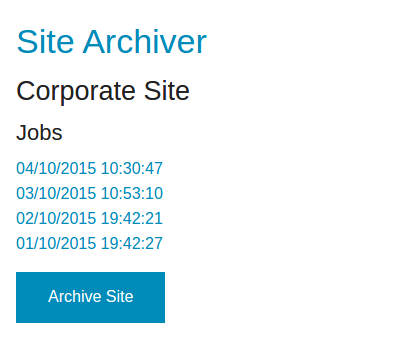 Site Archiver
Corporate Site
Jobs
04/10/2015 10:30:47
03/10/2015 10:53:10
02/10/2015 19:42:21
01/10/2015 19:42:27
Archive Site